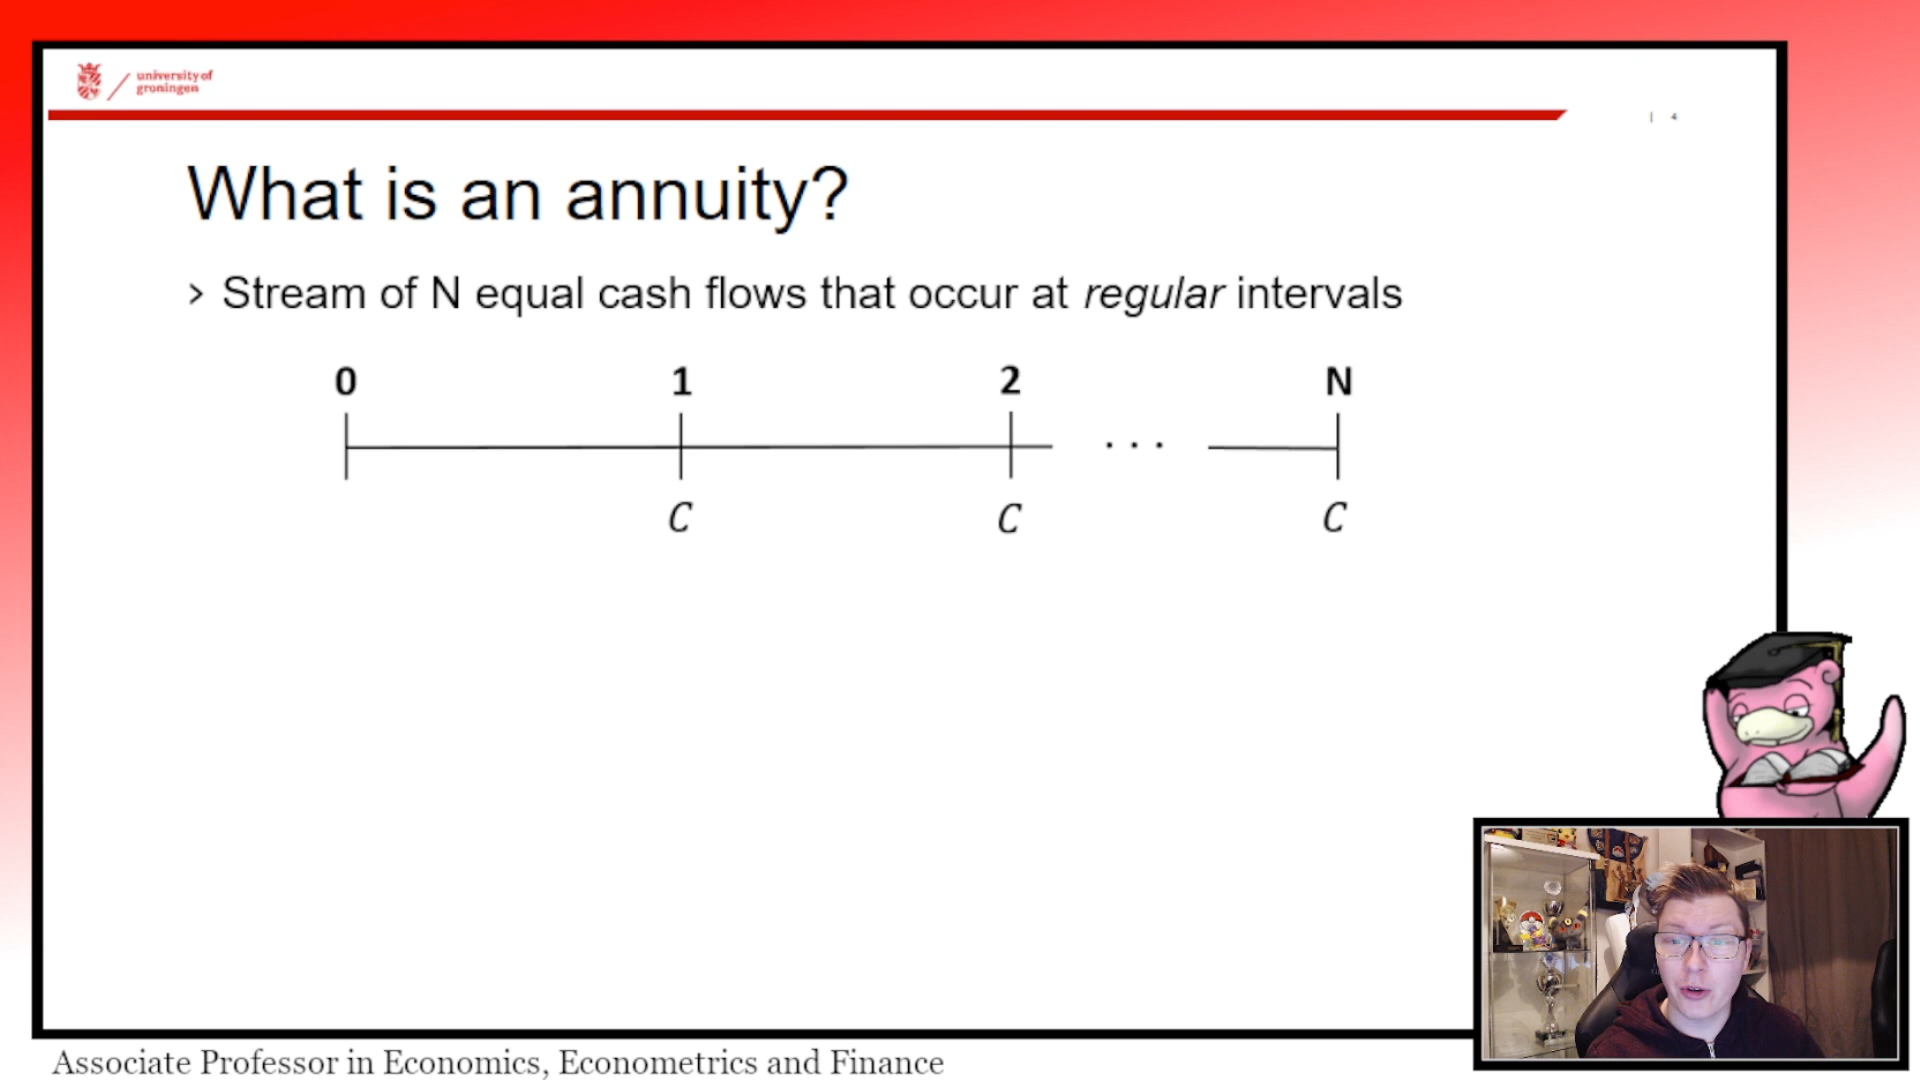 university of
groningen
| 4
What is an annuity?
> Stream of N equal cash flows that occur at regular intervals
0 1 2 N
. . .
C C C
Associate Professor in Economics, Econometrics and Finance